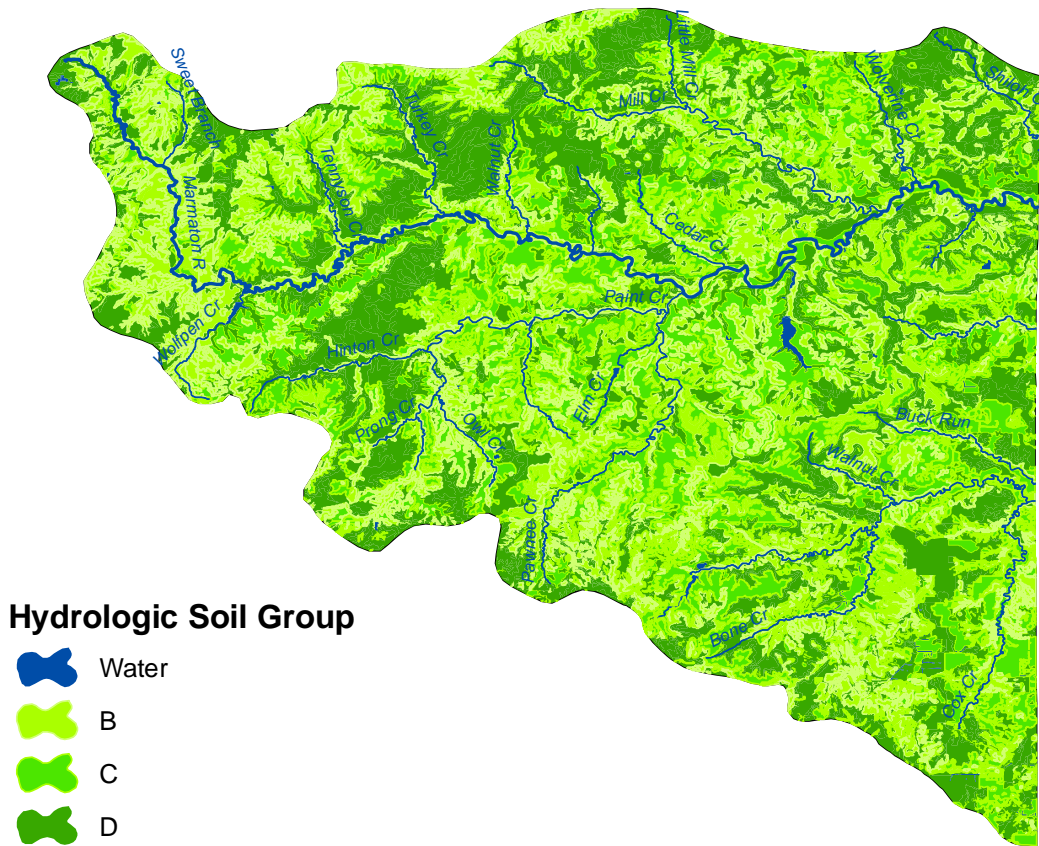 Little Mill Cr
Sweet Branch
Wolverine Cr
Shiloh C
Mill Cr
Turkey Cr
Walnut Cr
Tennyson Cr
Marmaton R
Cedar Cr
Paint Cr
Wolfpen Cr
Hinton Cr
Elm Cr
Prong Cr
Owl Cr
Buck Run
Walnut Cr
Pawnee Cr
Bone Cr
Cox Cr
Hydrologic Soil Group
Water
B
C
D